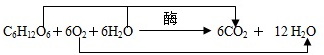 酶
C₆H₁₂O₆+6O₂+6H₂O → 6CO₂ + 12 H₂O